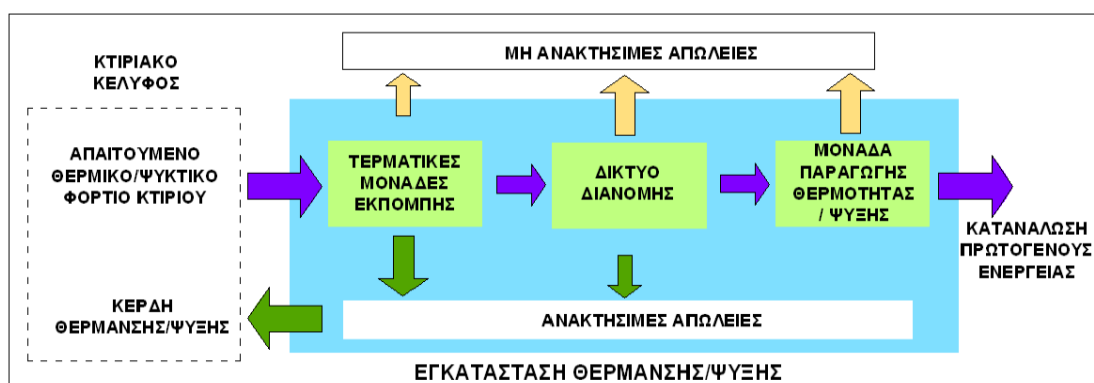 ΚΤΙΡΙΑΚΟ
ΚΕΛΥΦΟΣ
ΜΗ ΑΝΑΚΤΗΣΙΜΕΣ ΑΠΩΛΕΙΕΣ
ΑΠΑΙΤΟΥΜΕΝΟ
ΘΕΡΜΙΚΟ/ΨΥΚΤΙΚΟ
ΦΟΡΤΙΟ ΚΤΙΡΙΟΥ
ΤΕΡΜΑΤΙΚΕΣ
ΜΟΝΑΔΕΣ
ΕΚΠΟΜΠΗΣ
ΔΙΚΤΥΟ
ΔΙΑΝΟΜΗΣ
ΜΟΝΑΔΑ
ΠΑΡΑΓΩΓΗΣ
ΘΕΡΜΟΤΗΤΑΣ
/ ΨΥΞΗΣ
ΚΑΤΑΝΑΛΩΣΗ
ΠΡΩΤΟΓΕΝΟΥΣ
ΕΝΕΡΓΕΙΑΣ
ΚΕΡΔΗ
ΘΕΡΜΑΝΣΗΣ/ΨΥΞΗΣ
ΑΝΑΚΤΗΣΙΜΕΣ ΑΠΩΛΕΙΕΣ
ΕΓΚΑΤΑΣΤΑΣΗ ΘΕΡΜΑΝΣΗΣ/ΨΥΞΗΣ